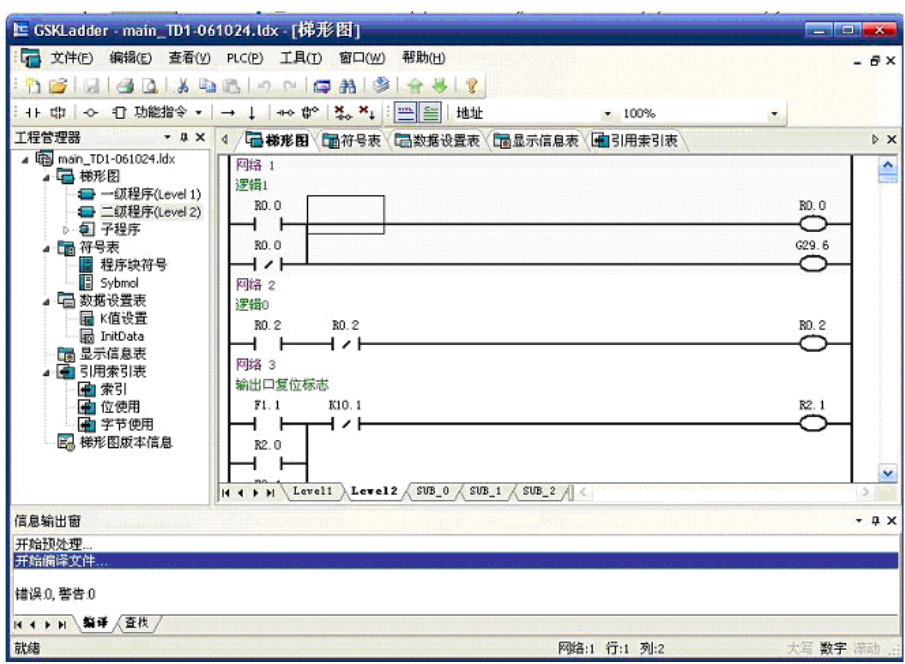 GSKLadder - main_TD1-061024.ldx - [梯形图]
文件(F) 编辑(E) 查看(V) PLC(P) 工具(T) 窗口(W) 帮助(H)
功能指令 地址 100%
工程管理器
梯形图 符号表 数据设置表 显示信息表 引用索引表
main_TD1-061024.ldx
梯形图
一级程序(Level 1)
二级程序(Level 2)
子程序
符号表
程序块符号
Sybmol
数据设置表
K值设置
InitData
显示信息表
引用索引表
索引
位使用
字节使用
梯形图版本信息
网络 1
逻辑1
R0.0 R0.0
R0.0 G29.6
网络 2
逻辑0
R0.2 R0.2 R0.2
网络 3
输出口复位标志
F1.1 K10.1 R2.1
R2.0
Level1 Level2 SUB_0 SUB_1 SUB_2
信息输出窗
开始预处理...
开始编译文件...
错误:0, 警告:0
编译 查找
就绪 网络:1 行:1 列:2 大写 数字 滚动